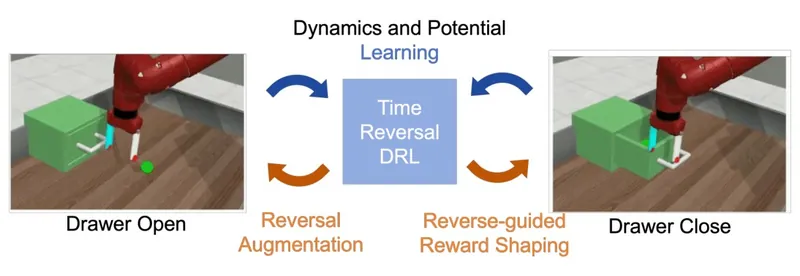 Dynamics and Potential
Learning
Time
Reversal
DRL
Drawer Open
Reversal
Augmentation
Reverse-guided
Reward Shaping
Drawer Close